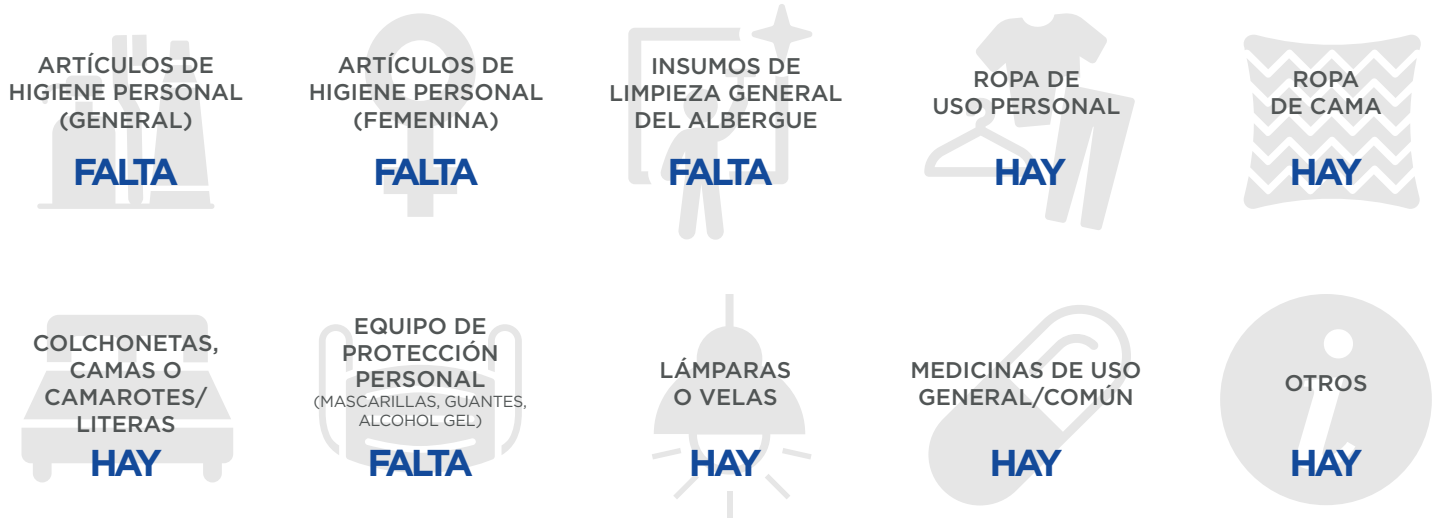 ARTÍCULOS DE
HIGIENE PERSONAL
(GENERAL)
FALTA
ARTÍCULOS DE
HIGIENE PERSONAL
(FEMENINA)
FALTA
INSUMOS DE
LIMPIEZA GENERAL
DEL ALBERGUE
FALTA
ROPA DE
USO PERSONAL
HAY
ROPA
DE CAMA
HAY
COLCHONETAS,
CAMAS O
CAMAROTES/
LITERAS
HAY
EQUIPO DE
PROTECCIÓN
PERSONAL
(MASCARILLAS, GUANTES,
ALCOHOL GEL)
FALTA
LÁMPARAS
O VELAS
HAY
MEDICINAS DE USO
GENERAL/COMÚN
HAY
OTROS
HAY